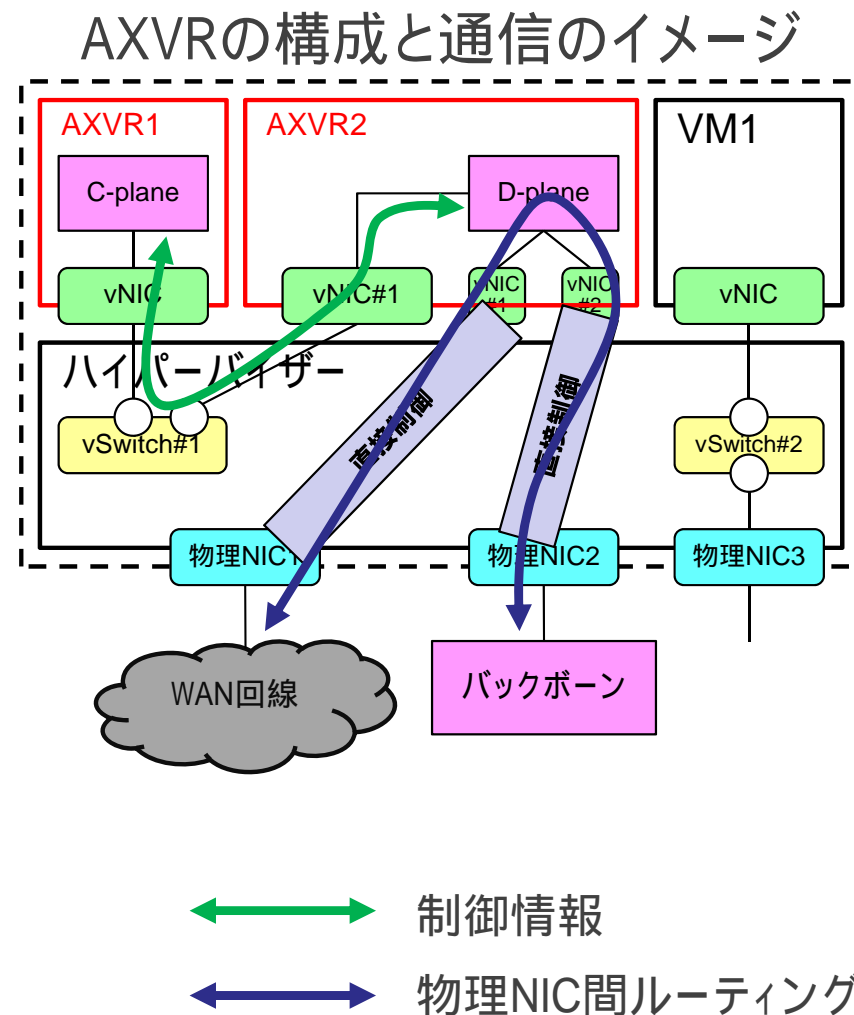 AXVRの構成と通信のイメージ
AXVR1
AXVR2
VM1
C-plane
D-plane
vNIC
vNIC#1
vNIC
#1
vNIC
#2
vNIC
ハイパーバイザー
直接制御
直接制御
vSwitch#1
vSwitch#2
物理NIC1
物理NIC2
物理NIC3
WAN回線
バックボーン
制御情報
物理NIC間ルーティング